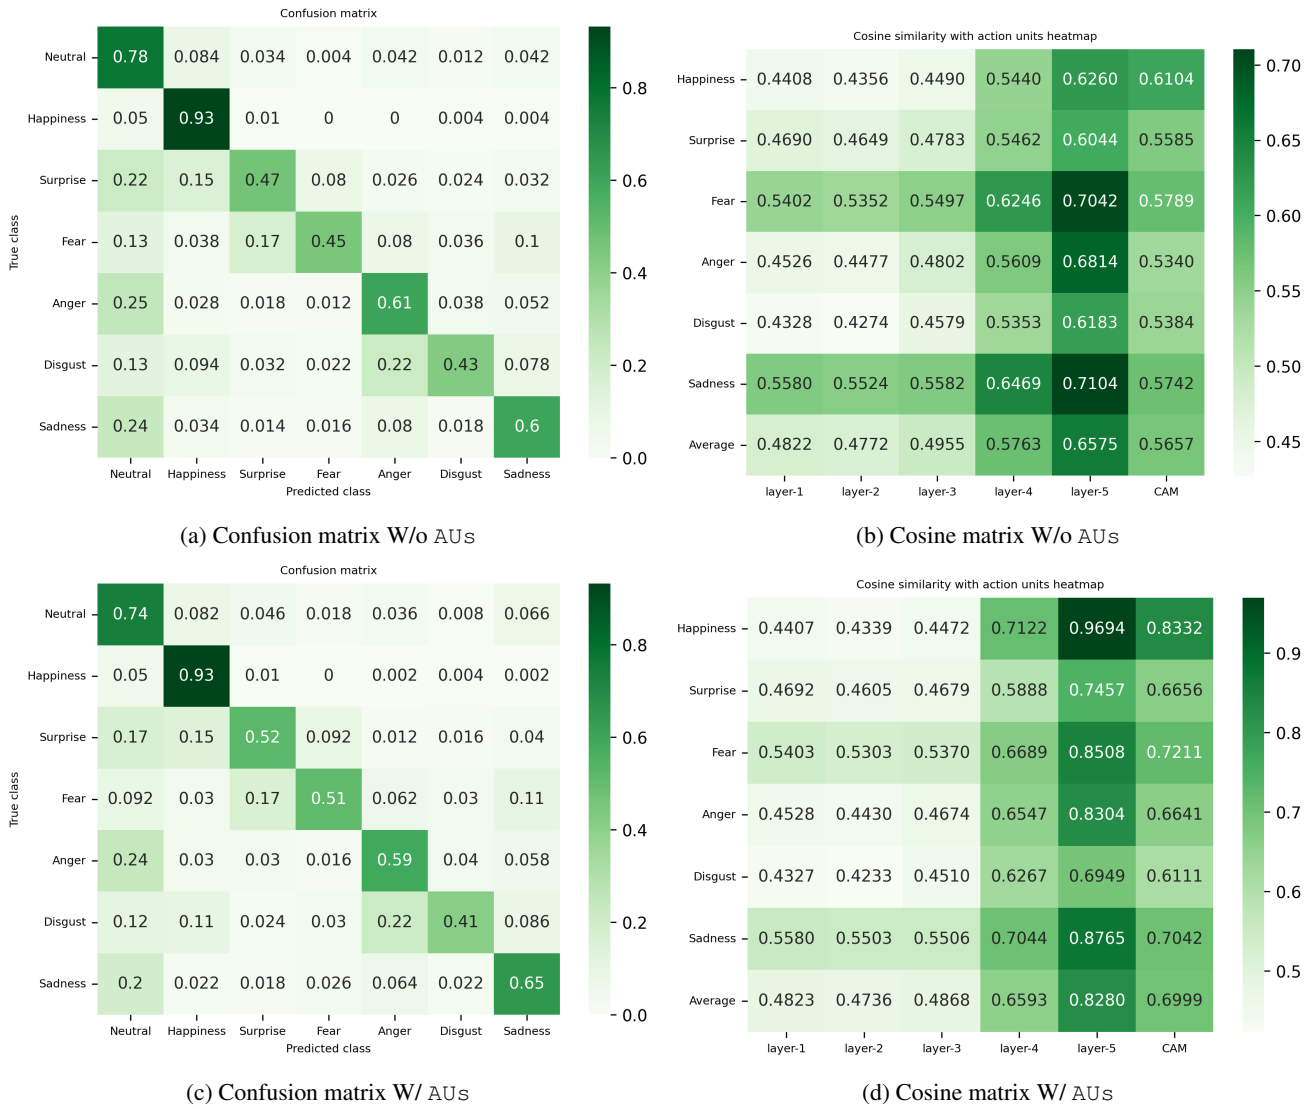 Confusion matrix
Neutral 0.78 0.084 0.034 0.004 0.042 0.012 0.042
Happiness 0.05 0.93 0.01 0 0 0.004 0.004
Surprise 0.22 0.15 0.47 0.08 0.026 0.024 0.032
Fear 0.13 0.038 0.17 0.45 0.08 0.036 0.1
Anger 0.25 0.028 0.018 0.012 0.61 0.038 0.052
Disgust 0.13 0.094 0.032 0.022 0.22 0.43 0.078
Sadness 0.24 0.034 0.014 0.016 0.08 0.018 0.6
Neutral Happiness Surprise Fear Anger Disgust Sadness
Predicted class
True class
0.8
0.6
0.4
0.2
0.0
(a) Confusion matrix W/o AUs
Cosine similarity with action units heatmap
Happiness 0.4408 0.4356 0.4490 0.5440 0.6260 0.6104
Surprise 0.4690 0.4649 0.4783 0.5462 0.6044 0.5585
Fear 0.5402 0.5352 0.5497 0.6246 0.7042 0.5789
Anger 0.4526 0.4477 0.4802 0.5609 0.6814 0.5340
Disgust 0.4328 0.4274 0.4579 0.5353 0.6183 0.5384
Sadness 0.5580 0.5524 0.5582 0.6469 0.7104 0.5742
Average 0.4822 0.4772 0.4955 0.5763 0.6575 0.5657
layer-1 layer-2 layer-3 layer-4 layer-5 CAM
0.70
0.65
0.60
0.55
0.50
0.45
(b) Cosine matrix W/o AUs
Confusion matrix
Neutral 0.74 0.082 0.046 0.018 0.036 0.008 0.066
Happiness 0.05 0.93 0.01 0 0.002 0.004 0.002
Surprise 0.17 0.15 0.52 0.092 0.012 0.016 0.04
Fear 0.092 0.03 0.17 0.51 0.062 0.03 0.11
Anger 0.24 0.03 0.03 0.016 0.59 0.04 0.058
Disgust 0.12 0.11 0.024 0.03 0.22 0.41 0.086
Sadness 0.2 0.022 0.018 0.026 0.064 0.022 0.65
Neutral Happiness Surprise Fear Anger Disgust Sadness
Predicted class
True class
0.8
0.6
0.4
0.2
0.0
(c) Confusion matrix W/ AUs
Cosine similarity with action units heatmap
Happiness 0.4407 0.4339 0.4472 0.7122 0.9694 0.8332
Surprise 0.4692 0.4605 0.4679 0.5888 0.7457 0.6656
Fear 0.5403 0.5303 0.5370 0.6689 0.8508 0.7211
Anger 0.4528 0.4430 0.4674 0.6547 0.8304 0.6641
Disgust 0.4327 0.4233 0.4510 0.6267 0.6949 0.6111
Sadness 0.5580 0.5503 0.5506 0.7044 0.8765 0.7042
Average 0.4823 0.4736 0.4868 0.6593 0.8280 0.6999
layer-1 layer-2 layer-3 layer-4 layer-5 CAM
0.9
0.8
0.7
0.6
0.5
(d) Cosine matrix W/ AUs